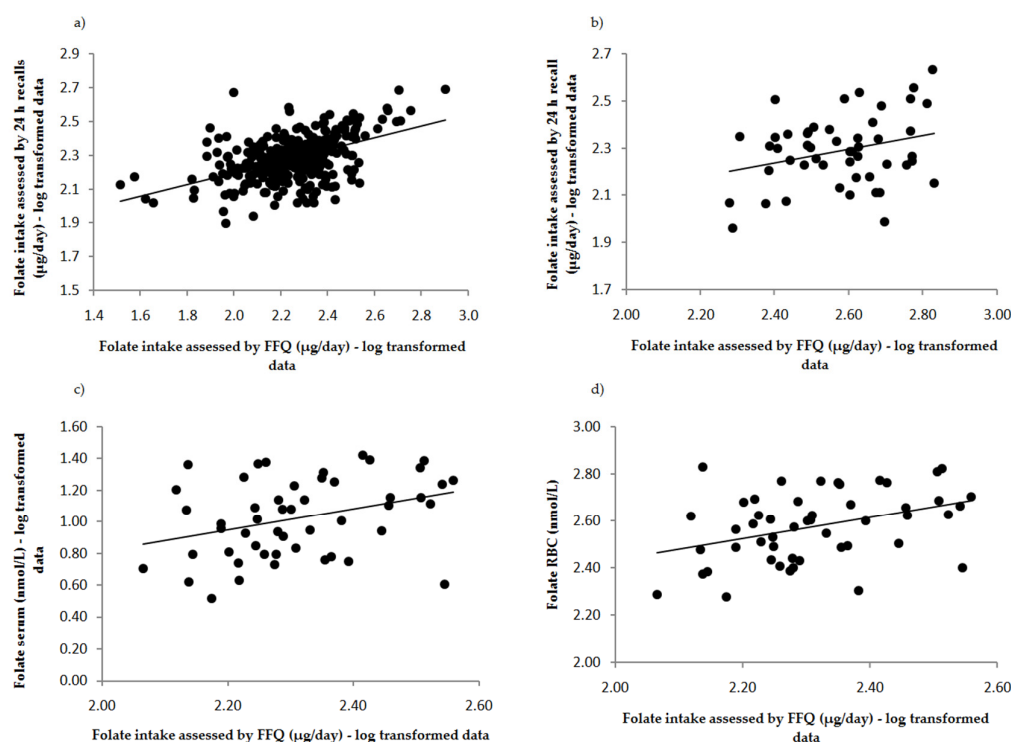 a)
Folate intake assessed by 24 h recalls
(µg/day) - log transformed data
2.9
2.7
2.5
2.3
2.1
1.9
1.7
1.5
1.4 1.6 1.8 2.0 2.2 2.4 2.6 2.8 3.0
Folate intake assessed by FFQ (µg/day) - log transformed
data
b)
Folate intake assessed by 24 h recall
(µg/day) - log transformed data
2.7
2.5
2.3
2.1
1.9
1.7
2.00 2.20 2.40 2.60 2.80 3.00
Folate intake assessed by FFQ (µg/day) - log transformed
data
c)
Folate serum (nmol/L) - log transformed
data
1.60
1.40
1.20
1.00
0.80
0.60
0.40
0.20
0.00
2.00 2.20 2.40 2.60
Folate intake assessed by FFQ (µg/day) - log transformed data
d)
Folate RBC (nmol/L)
3.00
2.80
2.60
2.40
2.20
2.00
2.00 2.20 2.40 2.60
Folate intake assessed by FFQ (µg/day) - log transformed
data